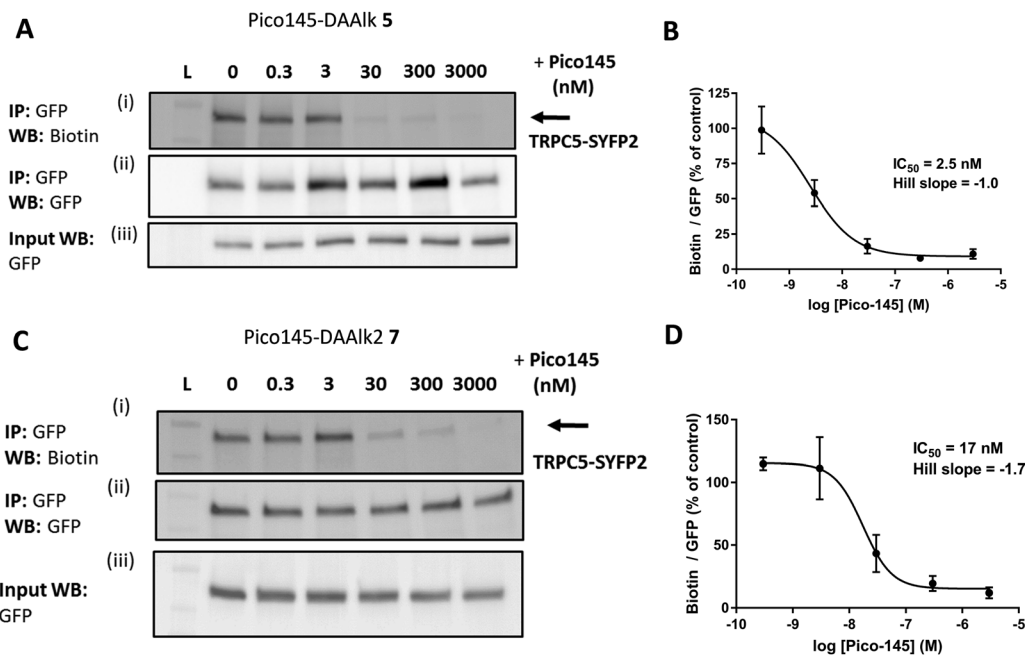 A
Pico145-DAAlk 5
L 0 0.3 3 30 300 3000
+ Pico145
(nM)
(i)
IP: GFP
WB: Biotin
TRPC5-SYFP2
(ii)
IP: GFP
WB: GFP
(iii)
Input WB:
GFP
B
Biotin / GFP (% of control)
125
100
75
50
25
0
-10 -9 -8 -7 -6 -5
log [Pico-145] (M)
IC50 = 2.5 nM
Hill slope = -1.0
C
Pico145-DAAlk2 7
L 0 0.3 3 30 300 3000
+ Pico145
(nM)
(i)
IP: GFP
WB: Biotin
TRPC5-SYFP2
(ii)
IP: GFP
WB: GFP
(iii)
Input WB:
GFP
D
Biotin / GFP (% of control)
150
100
50
0
-10 -9 -8 -7 -6 -5
log [Pico-145] (M)
IC50 = 17 nM
Hill slope = -1.7